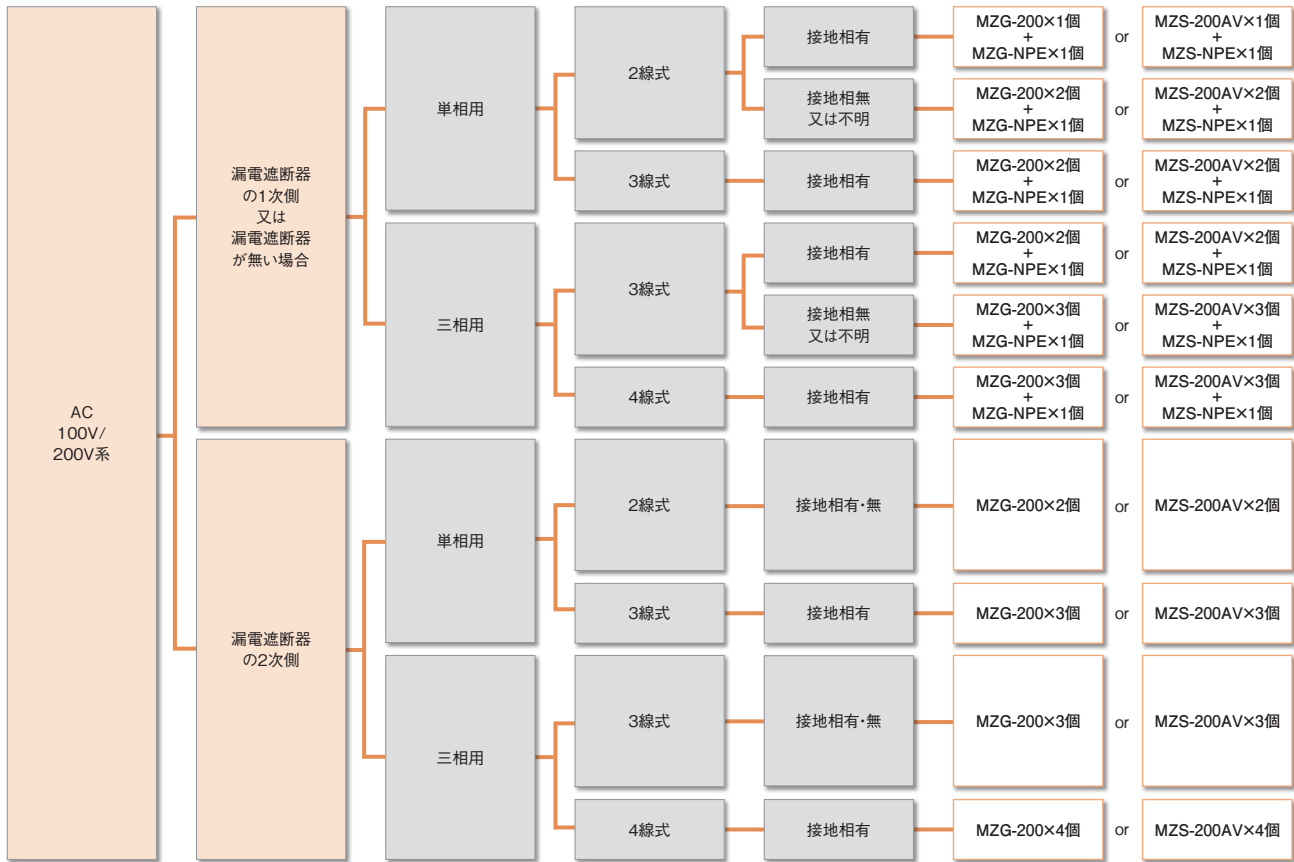 AC
100V/
200V系
漏電遮断器
の1次側
又は
漏電遮断器
が無い場合
単相用
2線式
接地相有
MZG-200×1個
+
MZG-NPE×1個
or
MZS-200AV×1個
+
MZS-NPE×1個
接地相無
又は不明
MZG-200×2個
+
MZG-NPE×1個
or
MZS-200AV×2個
+
MZS-NPE×1個
3線式
接地相有
MZG-200×2個
+
MZG-NPE×1個
or
MZS-200AV×2個
+
MZS-NPE×1個
三相用
3線式
接地相有
MZG-200×2個
+
MZG-NPE×1個
or
MZS-200AV×2個
+
MZS-NPE×1個
接地相無
又は不明
MZG-200×3個
+
MZG-NPE×1個
or
MZS-200AV×3個
+
MZS-NPE×1個
4線式
接地相有
MZG-200×3個
+
MZG-NPE×1個
or
MZS-200AV×3個
+
MZS-NPE×1個
漏電遮断器
の2次側
単相用
2線式
接地相有・無
MZG-200×2個
or
MZS-200AV×2個
3線式
接地相有
MZG-200×3個
or
MZS-200AV×3個
三相用
3線式
接地相有・無
MZG-200×3個
or
MZS-200AV×3個
4線式
接地相有
MZG-200×4個
or
MZS-200AV×4個